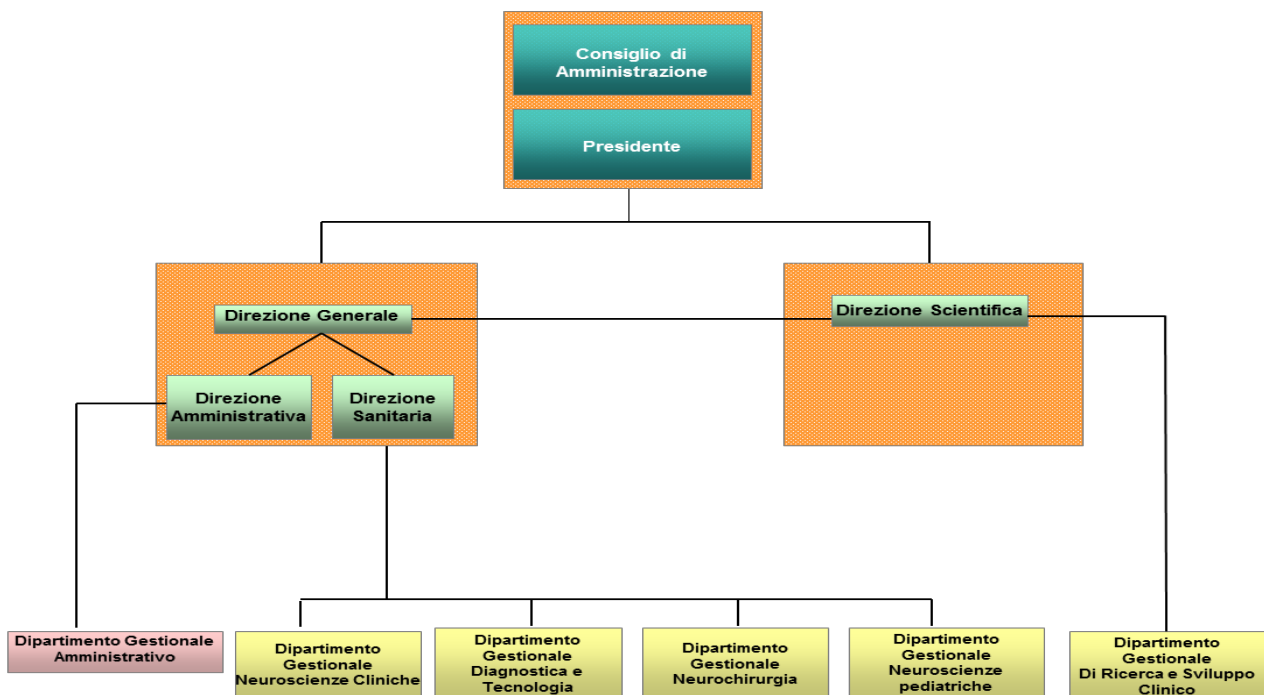 Consiglio di
Amministrazione
Presidente
Direzione Generale
Direzione Scientifica
Direzione
Amministrativa
Direzione
Sanitaria
Dipartimento Gestionale
Amministrativo
Dipartimento
Gestionale
Neuroscienze Cliniche
Dipartimento
Gestionale
Diagnostica e
Tecnologia
Dipartimento
Gestionale
Neurochirurgia
Dipartimento
Gestionale
Neuroscienze
pediatriche
Dipartimento
Gestionale
Di Ricerca e Sviluppo
Clinico